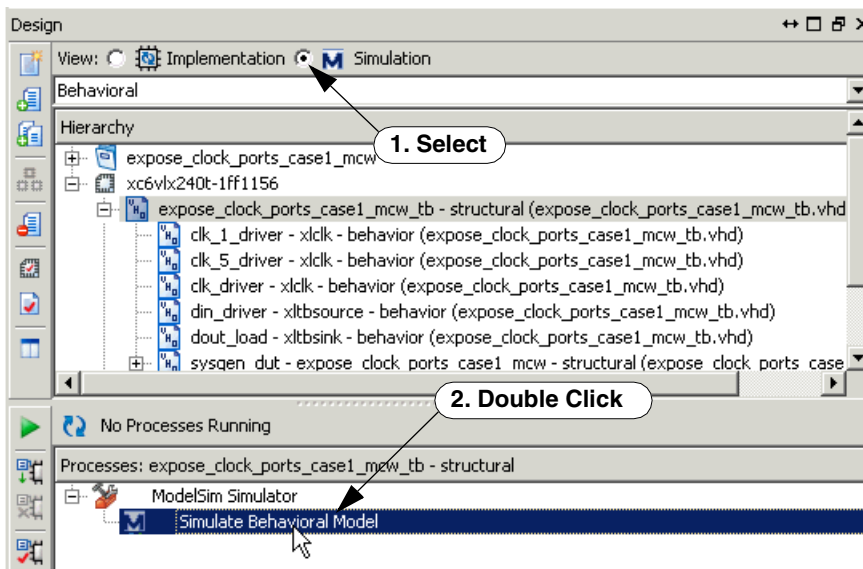 Design
View: Implementation Simulation
Behavioral
Hierarchy
1. Select
expose_clock_ports_case1_mcw
xc6vlx240t-1ff1156
expose_clock_ports_case1_mcw_tb - structural (expose_clock_ports_case1_mcw_tb.vhd
clk_1_driver - xlclk - behavior (expose_clock_ports_case1_mcw_tb.vhd)
clk_5_driver - xlclk - behavior (expose_clock_ports_case1_mcw_tb.vhd)
clk_driver - xlclk - behavior (expose_clock_ports_case1_mcw_tb.vhd)
din_driver - xltbsource - behavior (expose_clock_ports_case1_mcw_tb.vhd)
dout_load - xltbsink - behavior (expose_clock_ports_case1_mcw_tb.vhd)
sysgen_dut - expose_clock_ports_case1_mcw - structural (expose_clock_ports_case
2. Double Click
No Processes Running
Processes: expose_clock_ports_case1_mcw_tb - structural
ModelSim Simulator
Simulate Behavioral Model